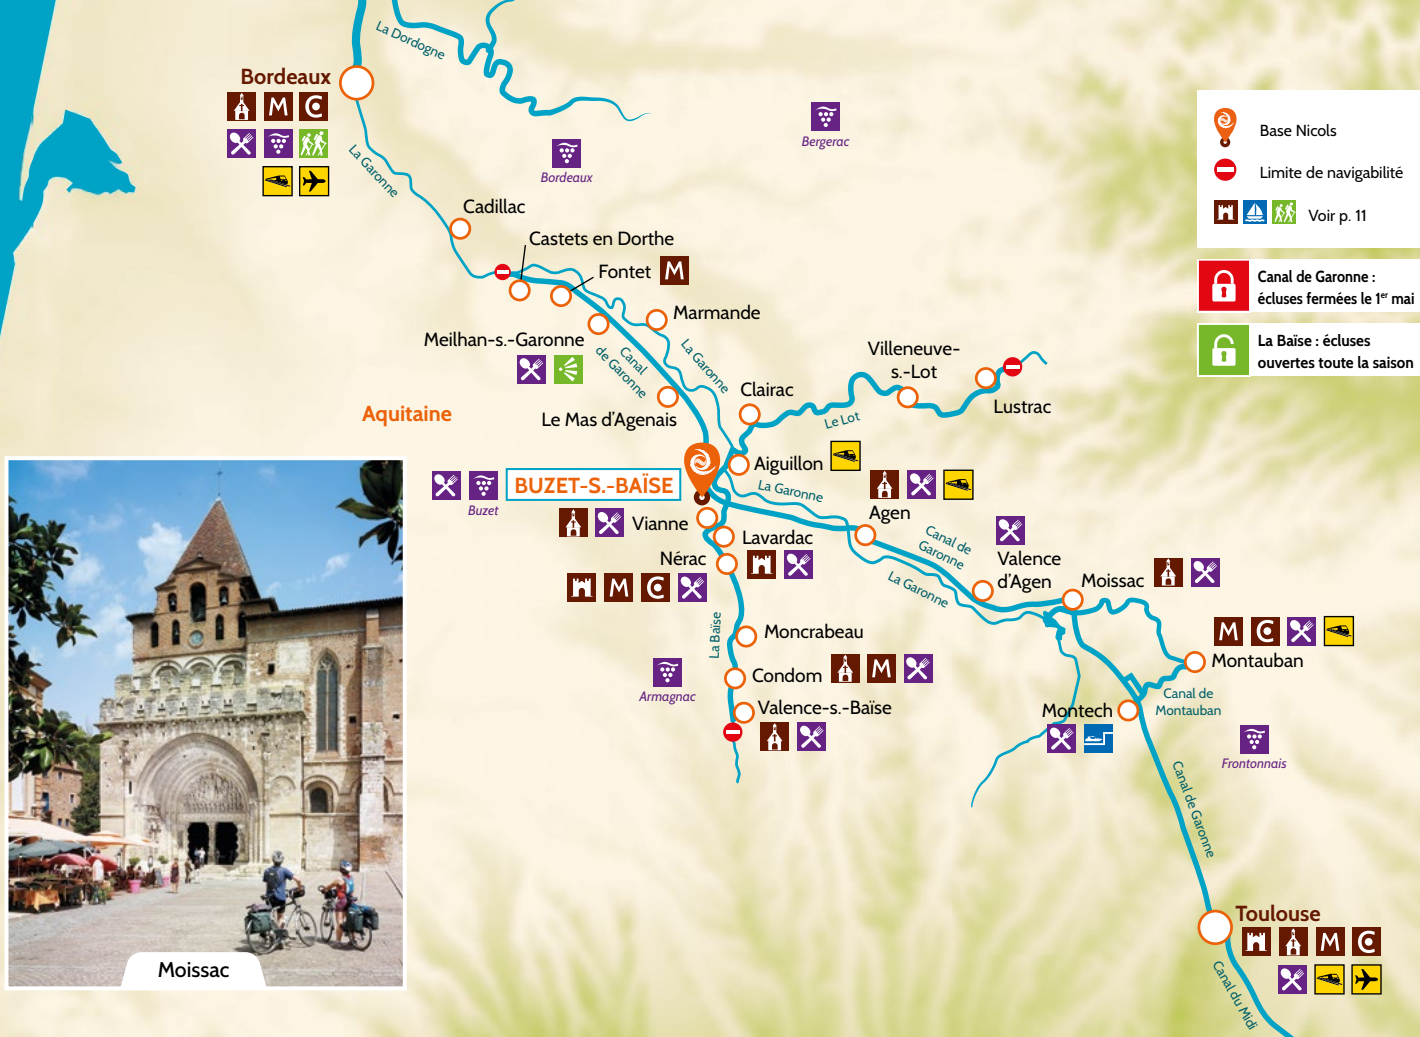 La Dordogne
Bordeaux
M
La Garonne
Bordeaux
Bergerac
Base Nicols
Limite de navigabilité
Voir p. 11
Canal de Garonne :
écluses fermées le 1er mai
La Baïse : écluses
ouvertes toute la saison
Cadillac
Castets en Dorthe
Fontet
M
Meilhan-s.-Garonne
Marmande
Canal
de Garonne
La Garonne
Le Mas d'Agenais
Aquitaine
Clairac
Villeneuve-
s.-Lot
Le Lot
Lustrac
Aiguillon
BUZET-S.-BAÏSE
Buzet
La Garonne
Agen
Vianne
Lavardac
Nérac
M
Canal de
Garonne
La Garonne
Valence
d'Agen
Moissac
M
Montauban
Canal de
Montauban
La Baïse
Moncrabeau
Condom
M
Armagnac
Valence-s.-Baïse
Montech
Frontonnais
Canal de Garonne
Toulouse
M
Canal du Midi
Moissac